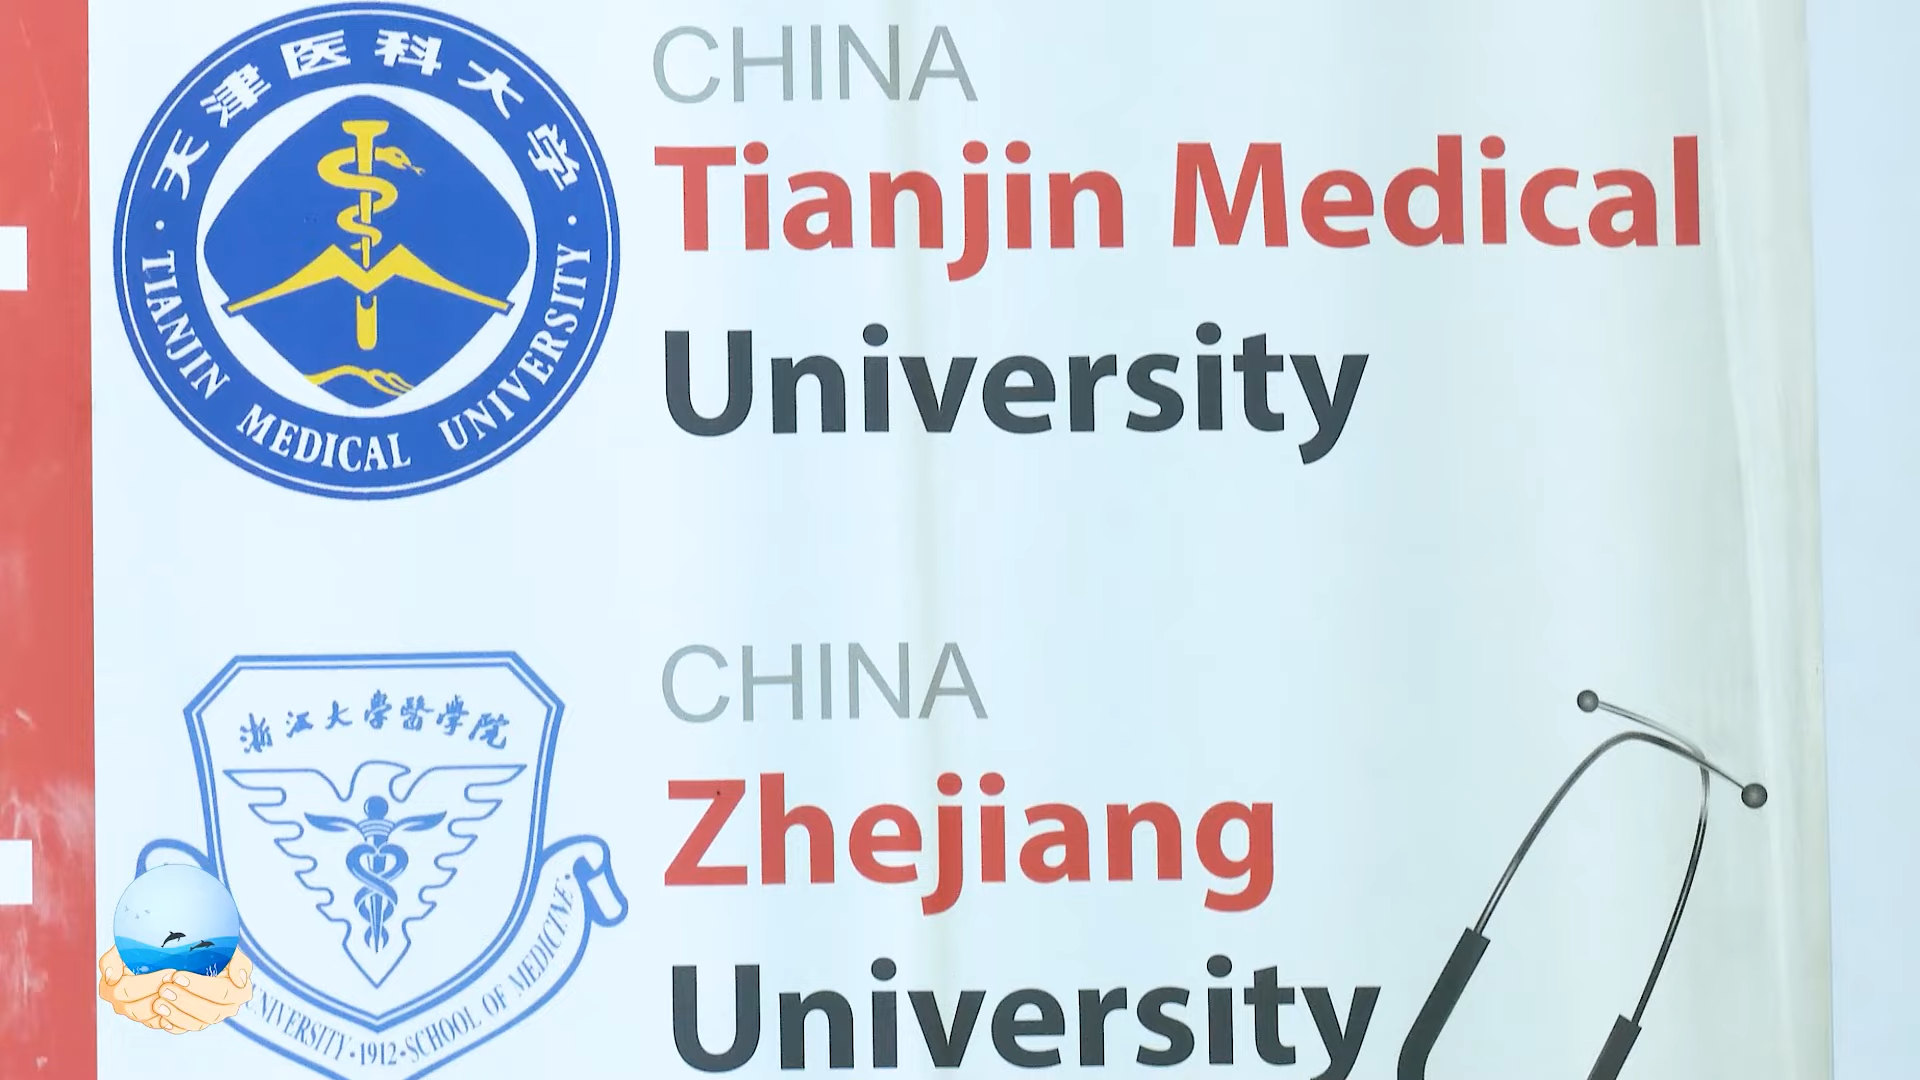 天津医科大学
TIANJIN MEDICAL UNIVERSITY
CHINA
Tianjin Medical
University
浙江大學醫學院
UNIVERSITY·1912·SCHOOL OF MEDICINE·
CHINA
Zhejiang
University